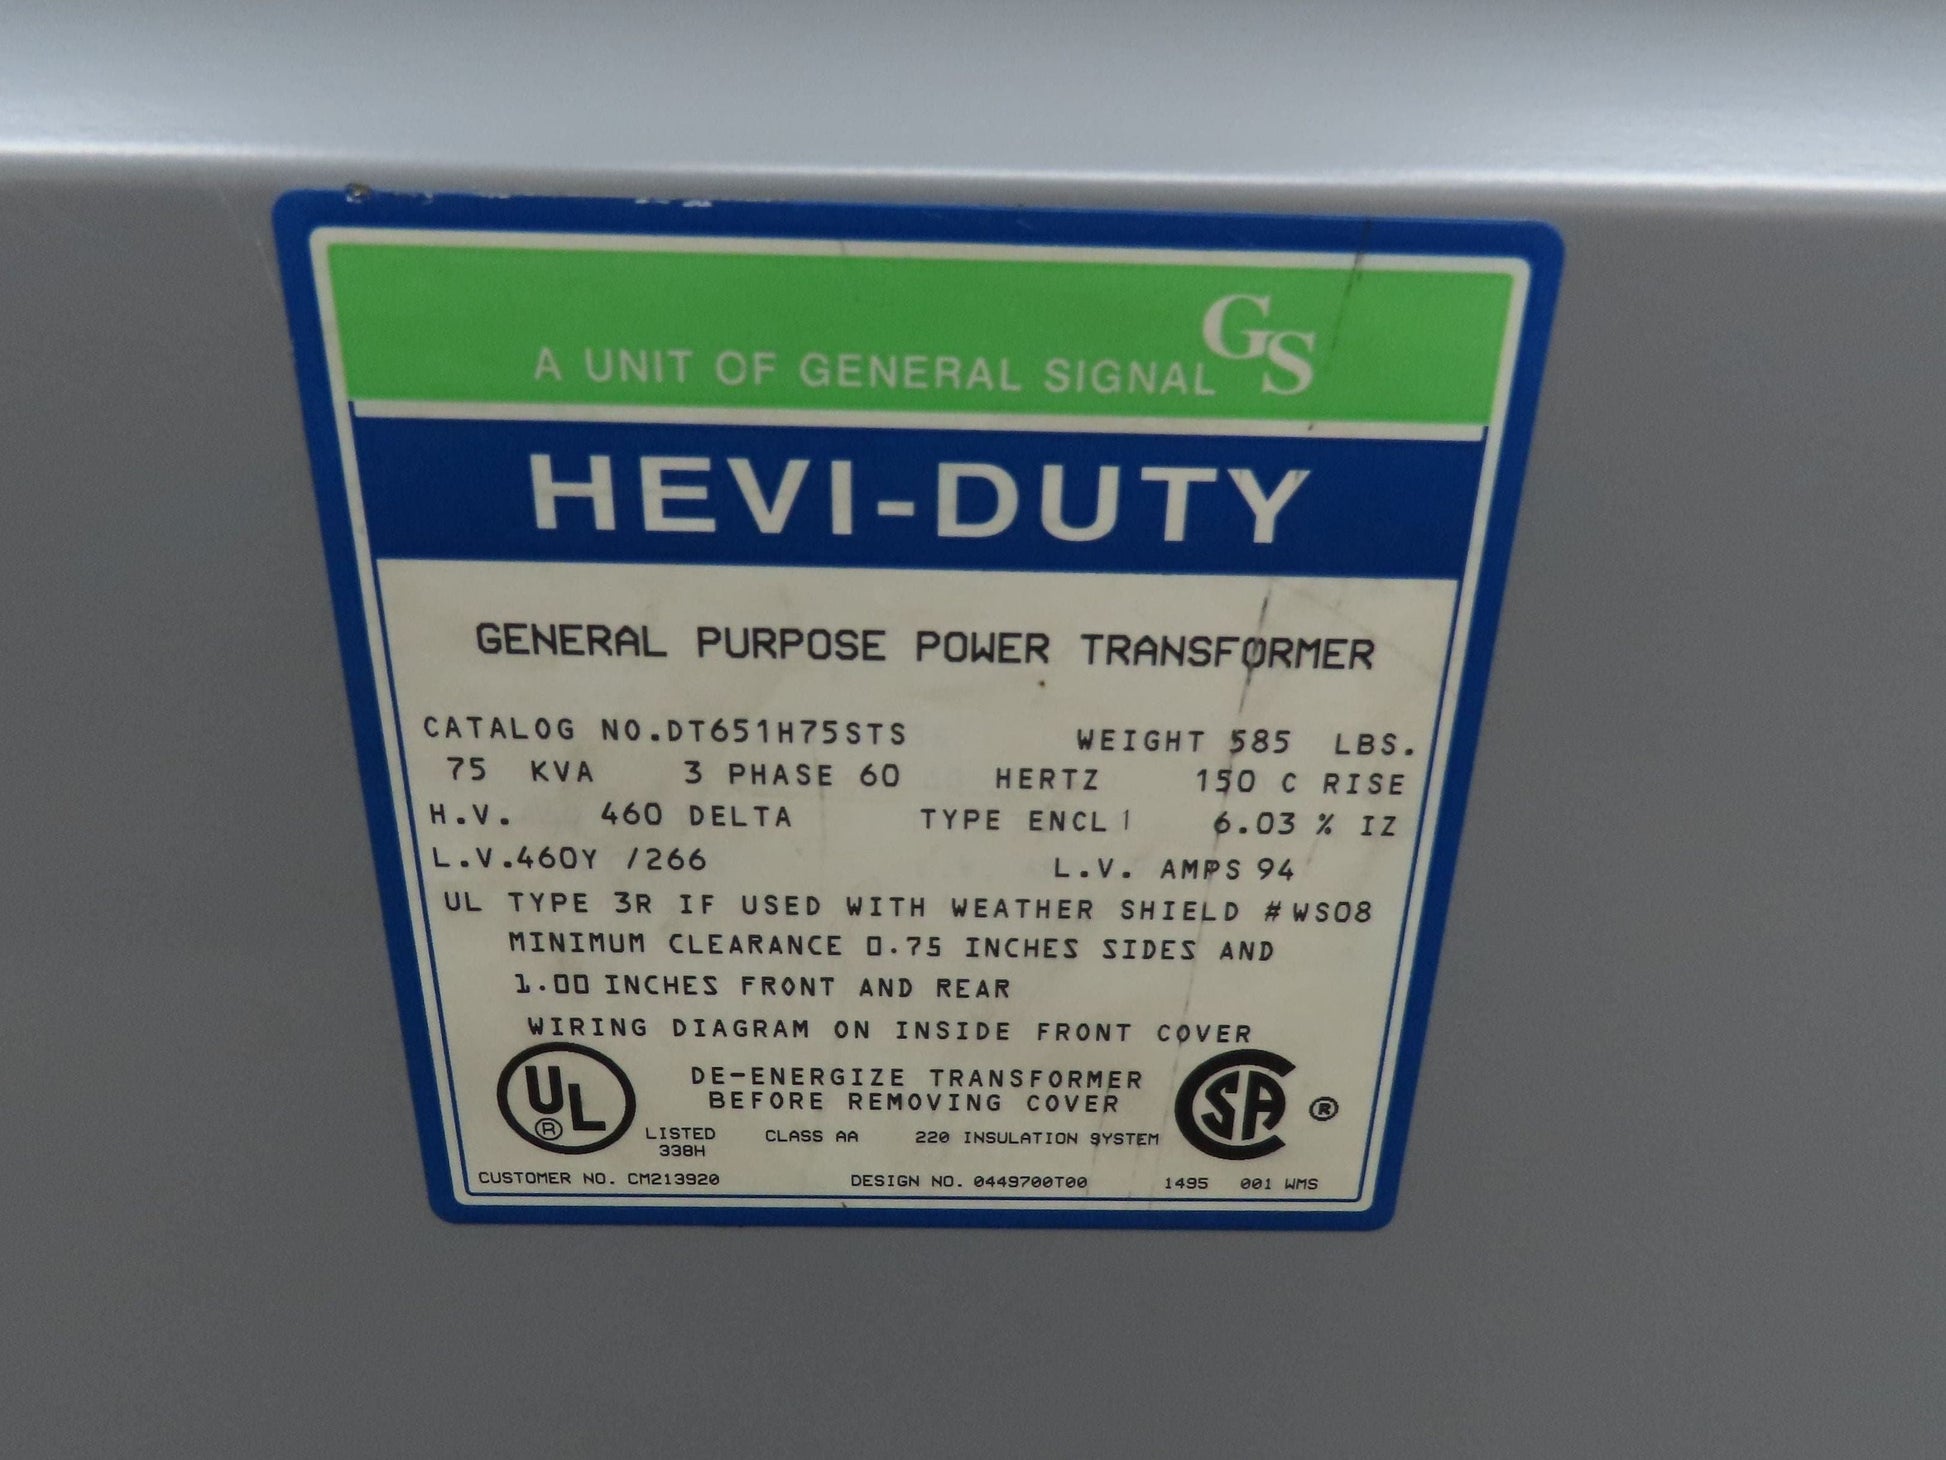 GS
A UNIT OF GENERAL SIGNAL
HEVI-DUTY
GENERAL PURPOSE POWER TRANSFORMER
CATALOG NO.DT651H75STS WEIGHT 585 LBS.
75 KVA 3 PHASE 60 HERTZ 150 C RISE
H.V. 460 DELTA TYPE ENCL 1 6.03 % IZ
L.V.460Y /266 L.V. AMPS 94
UL TYPE 3R IF USED WITH WEATHER SHIELD #WS08
MINIMUM CLEARANCE 0.75 INCHES SIDES AND
1.00 INCHES FRONT AND REAR
WIRING DIAGRAM ON INSIDE FRONT COVER
DE-ENERGIZE TRANSFORMER
BEFORE REMOVING COVER
UL ® LISTED 338H CLASS AA 220 INSULATION SYSTEM SA ®
CUSTOMER NO. CM213920 DESIGN NO. 0449700T00 1495 001 WMS